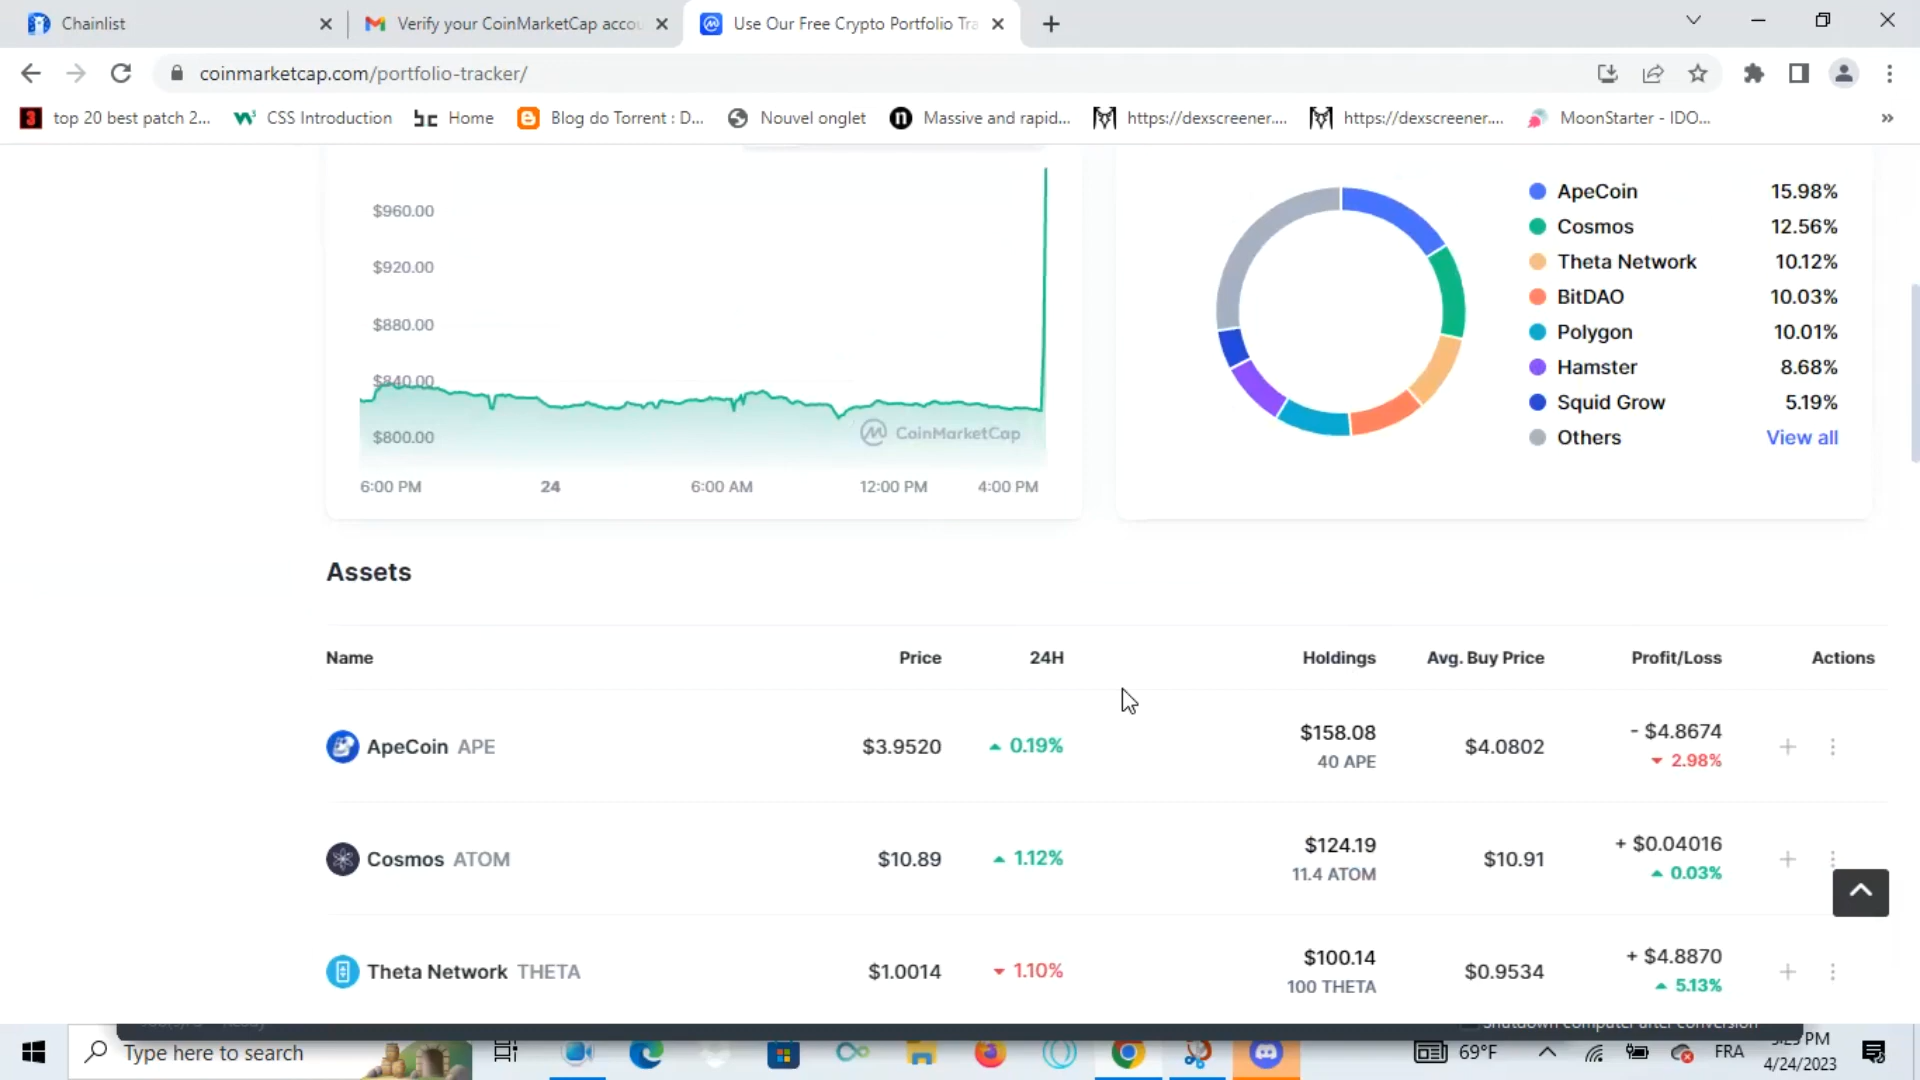 Chainlist
Verify your CoinMarketCap accou
Use Our Free Crypto Portfolio Tra
coinmarketcap.com/portfolio-tracker/
top 20 best patch 2...
CSS Introduction
Home
Blog do Torrent : D...
Nouvel onglet
Massive and rapid...
https://dexscreener....
https://dexscreener....
MoonStarter - IDO...
»
$960.00
$920.00
$880.00
$840.00
$800.00
CoinMarketCap
6:00 PM
24
6:00 AM
12:00 PM
4:00 PM
ApeCoin 15.98%
Cosmos 12.56%
Theta Network 10.12%
BitDAO 10.03%
Polygon 10.01%
Hamster 8.68%
Squid Grow 5.19%
Others View all
Assets
Name Price 24H Holdings Avg. Buy Price Profit/Loss Actions
ApeCoin APE $3.9520 0.19% $158.08 $4.0802 - $4.8674
40 APE 2.98%
Cosmos ATOM $10.89 1.12% $124.19 $10.91 + $0.04016
11.4 ATOM 0.03%
Theta Network THETA $1.0014 1.10% $100.14 $0.9534 + $4.8870
100 THETA 5.13%
Shutdown computer after conversion
Type here to search
69°F
FRA
PM
4/24/2023